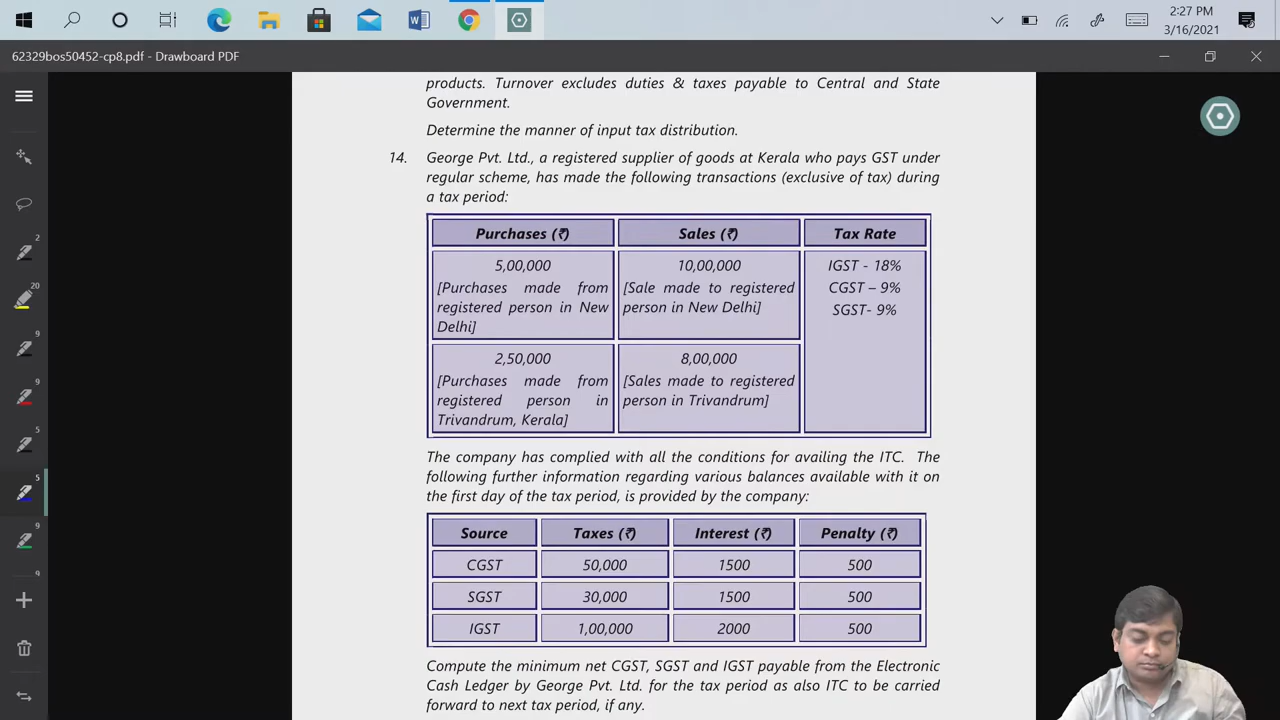 2:27 PM
3/16/2021
62329bos50452-cp8.pdf - Drawboard PDF
products. Turnover excludes duties & taxes payable to Central and State
Government.
Determine the manner of input tax distribution.
14. George Pvt. Ltd., a registered supplier of goods at Kerala who pays GST under
regular scheme, has made the following transactions (exclusive of tax) during
a tax period:
Purchases (₹) Sales (₹) Tax Rate
5,00,000 10,00,000 IGST - 18%
[Purchases made from [Sale made to registered CGST – 9%
registered person in New person in New Delhi] SGST- 9%
Delhi]
2,50,000 8,00,000
[Purchases made from [Sales made to registered
registered person in person in Trivandrum]
Trivandrum, Kerala]
The company has complied with all the conditions for availing the ITC. The
following further information regarding various balances available with it on
the first day of the tax period, is provided by the company:
Source Taxes (₹) Interest (₹) Penalty (₹)
CGST 50,000 1500 500
SGST 30,000 1500 500
IGST 1,00,000 2000 500
Compute the minimum net CGST, SGST and IGST payable from the Electronic
Cash Ledger by George Pvt. Ltd. for the tax period as also ITC to be carried
forward to next tax period, if any.
2
20
9
9
5
5
9
9